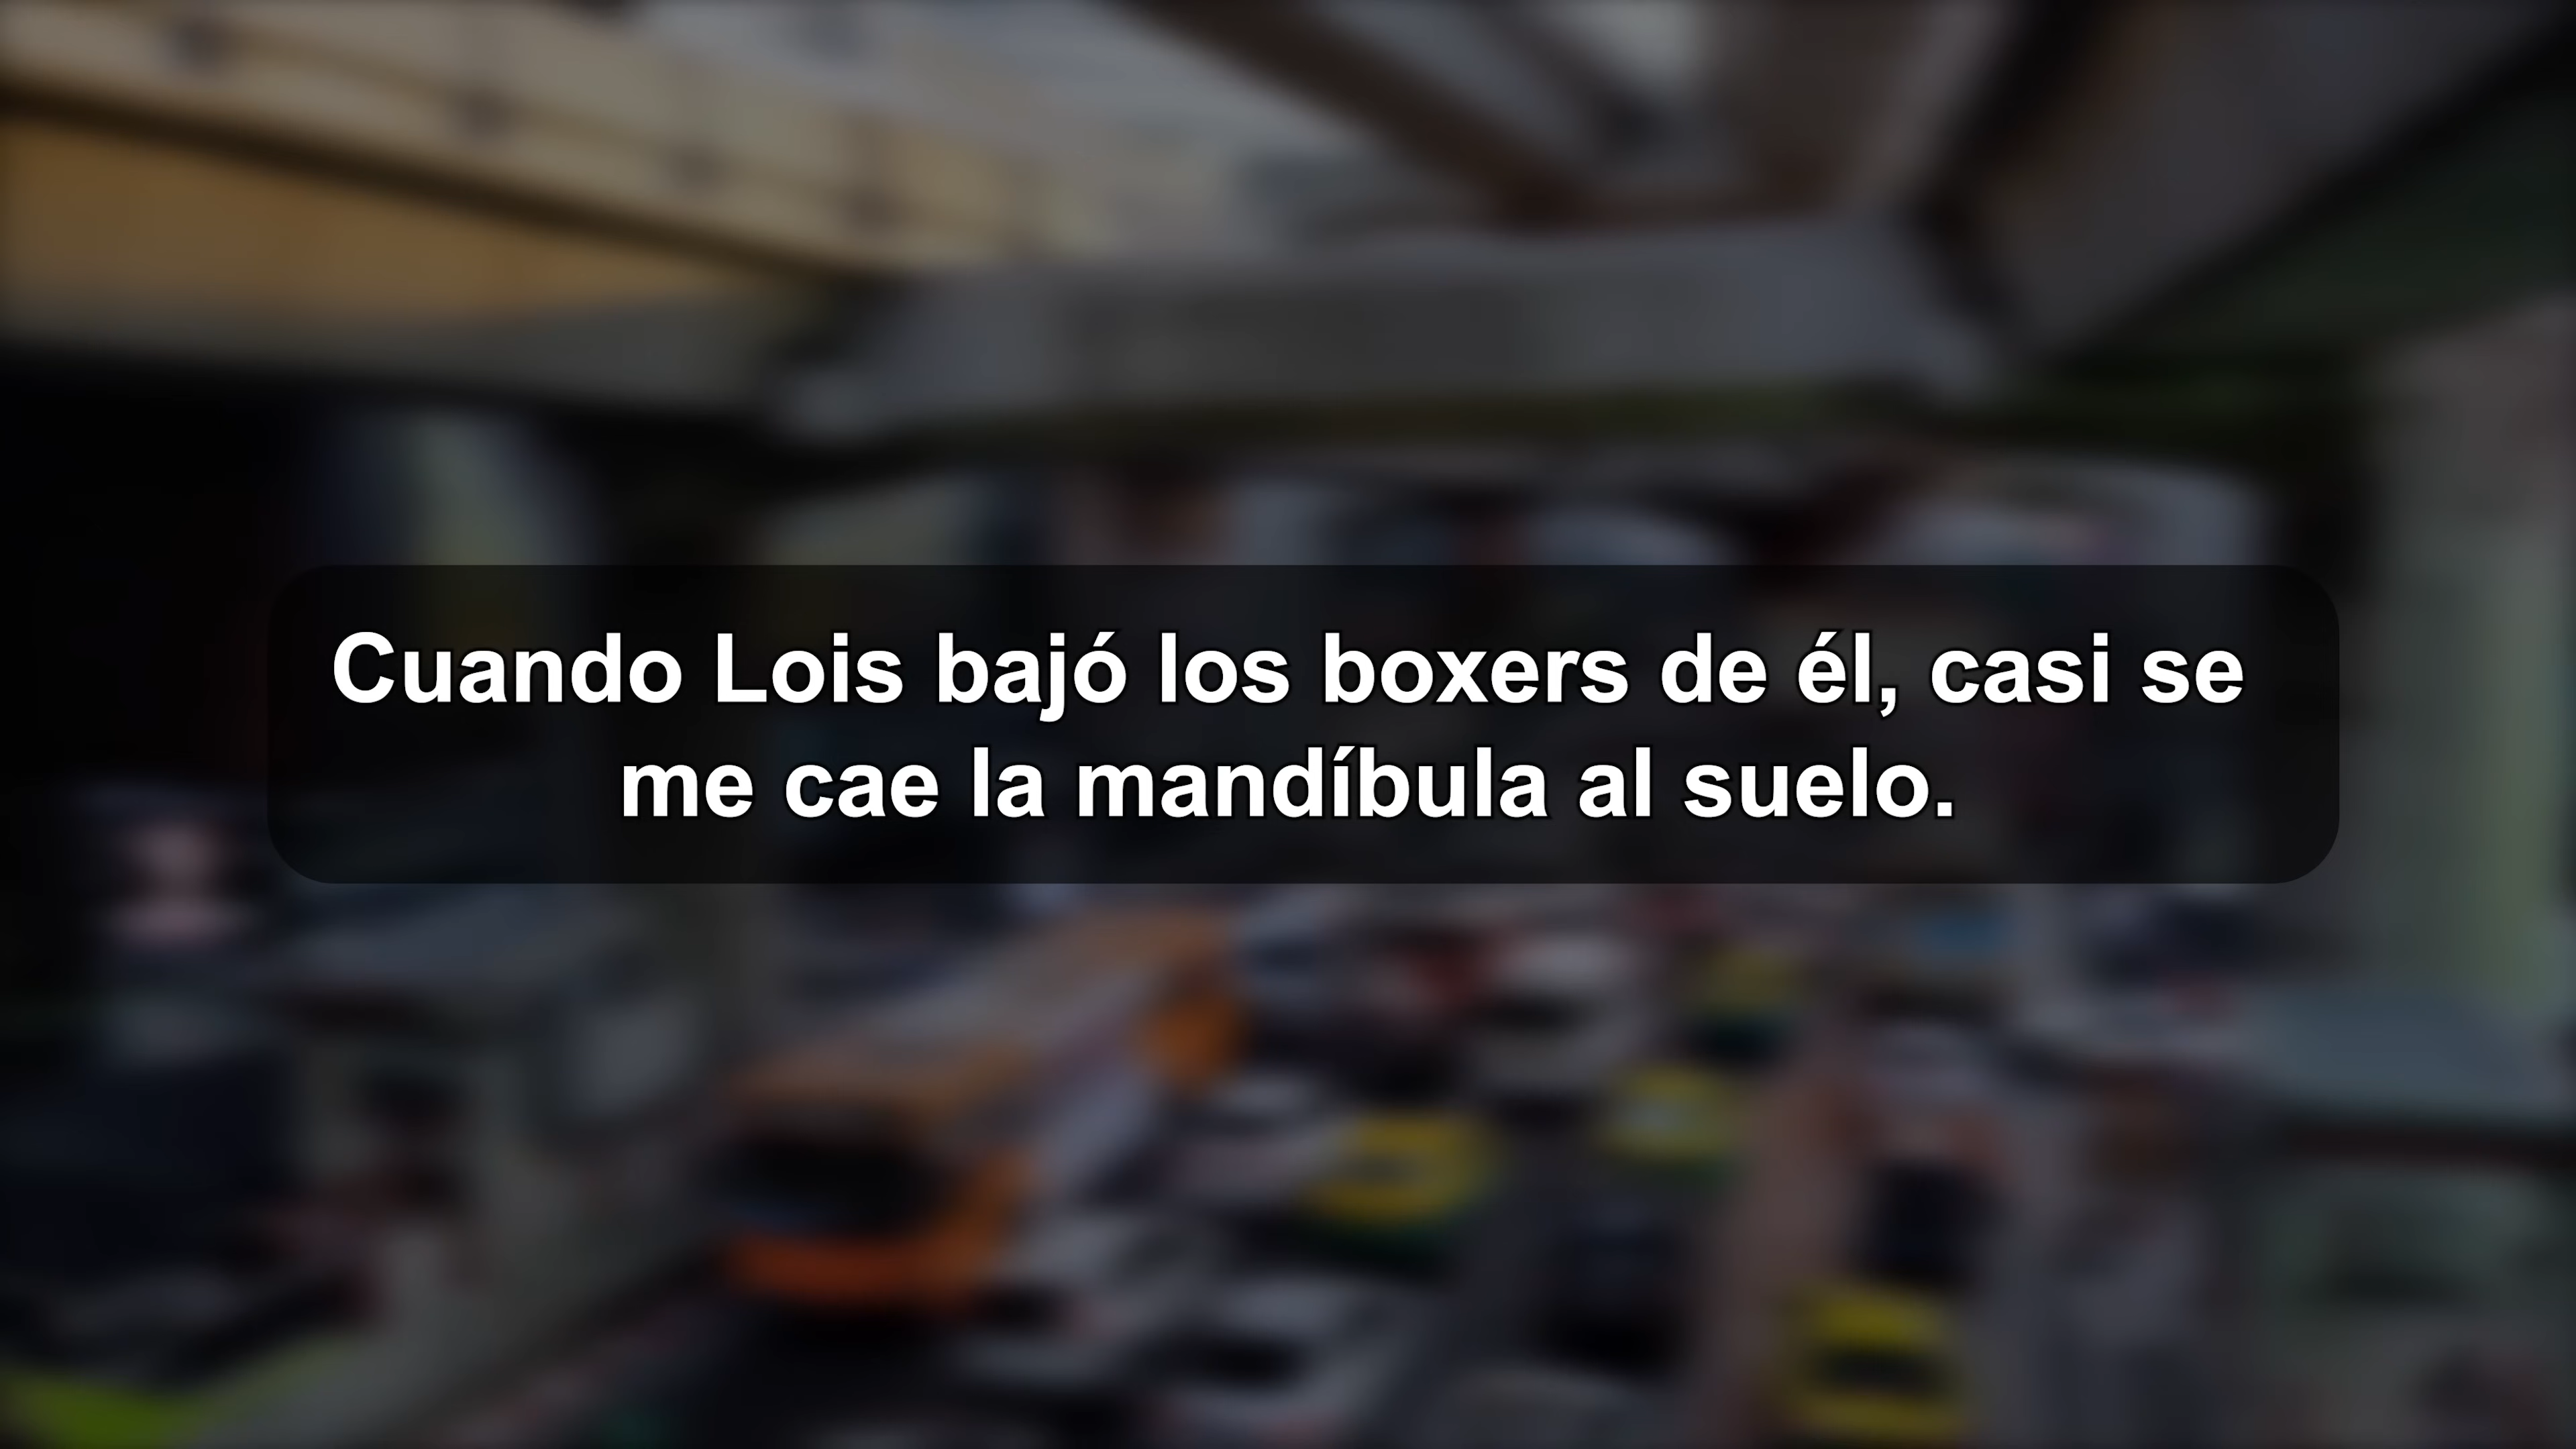 Cuando Lois bajó los boxers de él, casi se
me cae la mandíbula al suelo.